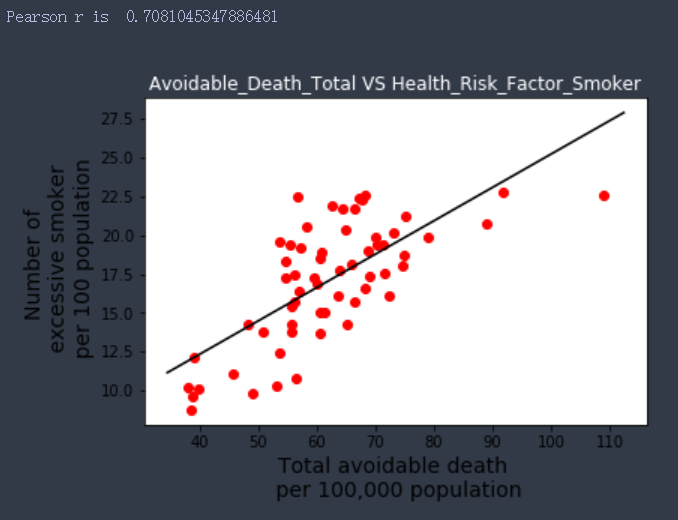 Pearson r is  0.7081045347886481
Avoidable_Death_Total VS Health_Risk_Factor_Smoker
Number of
excessive smoker
per 100 population
27.5
25.0
22.5
20.0
17.5
15.0
12.5
10.0
40 50 60 70 80 90 100 110
Total avoidable death
per 100,000 population